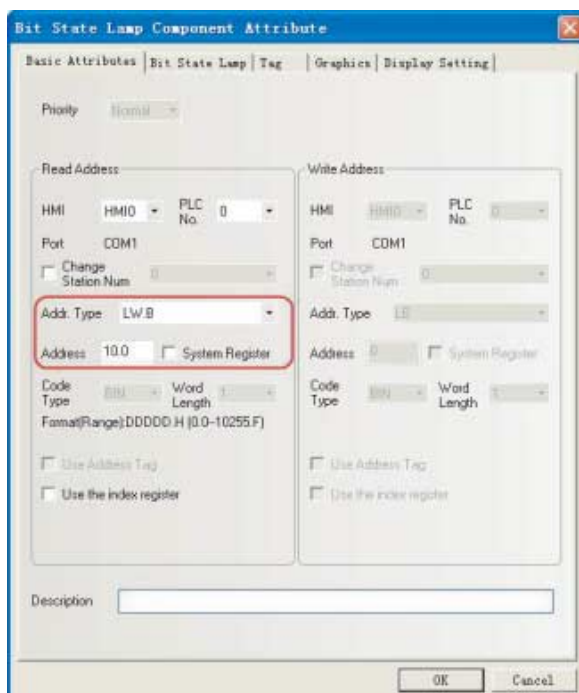 Bit State Lamp Component Attribute
Basic Attributes Bit State Lamp Tag Graphics Display Setting
Priority Normal
Read Address
HMI HMI0 PLC No. 0
Port COM1
Change Station Num 0
Addr. Type LW.B
Address 10.0 System Register
Code Type BIN Word Length 1
Format(Range):DDDDD.H (0.0-10255.F)
Use Address Tag
Use the index register
Write Address
HMI HMI0 PLC No. 0
Port COM1
Change Station Num 0
Addr. Type LB
Address 0 System Register
Code Type BIN Word Length 1
Use Address Tag
Use the index register
Description
OK Cancel